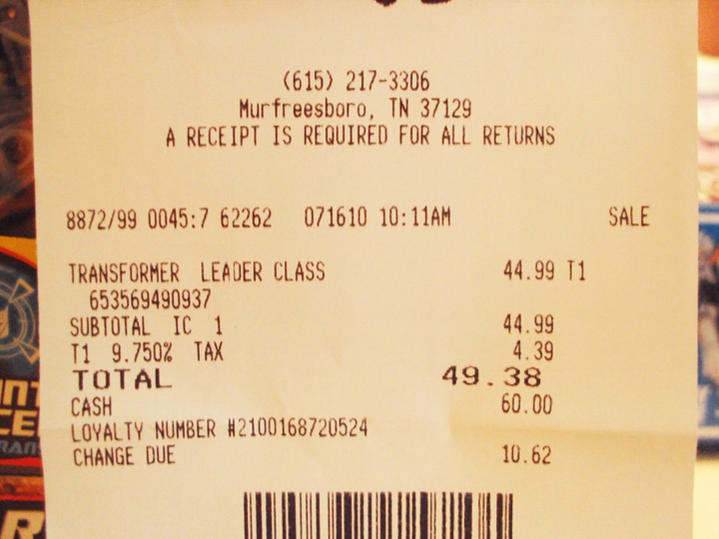 (615) 217-3306
Murfreesboro, TN 37129
A RECEIPT IS REQUIRED FOR ALL RETURNS
8872/99 0045:7 62262 071610 10:11AM SALE
TRANSFORMER LEADER CLASS 44.99 T1
653569490937
SUBTOTAL IC 1 44.99
T1 9.750% TAX 4.39
TOTAL 49.38
CASH 60.00
LOYALTY NUMBER #2100168720524
CHANGE DUE 10.62